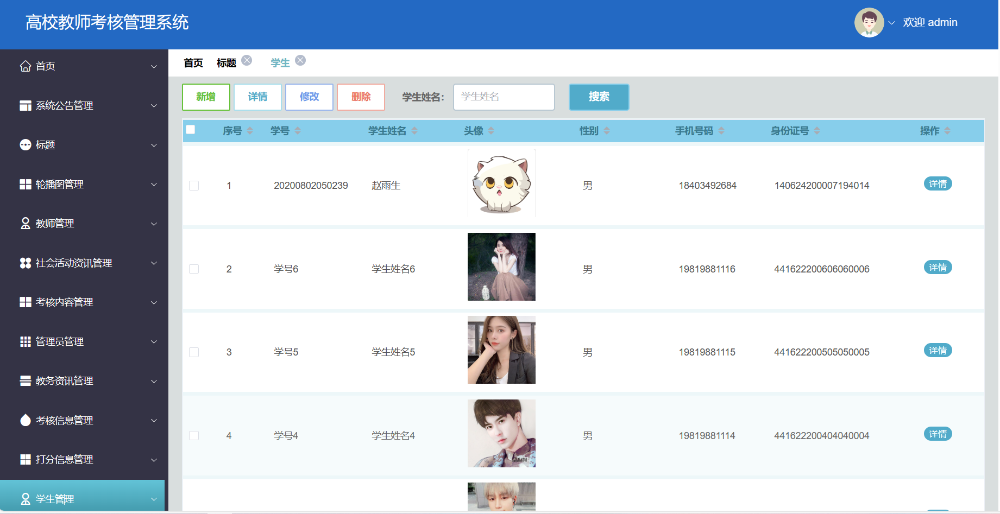 高校教师考核管理系统
欢迎 admin
首页
系统公告管理
标题
轮播图管理
教师管理
社会活动资讯管理
考核内容管理
管理员管理
教务资讯管理
考核信息管理
打分信息管理
学生管理
首页 标题 学生
新增 详情 修改 删除 学生姓名: 学生姓名 搜索
序号 学号 学生姓名 头像 性别 手机号码 身份证号 操作
1 20200802050239 赵雨生 男 18403492684 140624200007194014 详情
2 学号6 学生姓名6 男 19819881116 441622200606060006 详情
3 学号5 学生姓名5 男 19819881115 441622200505050005 详情
4 学号4 学生姓名4 男 19819881114 441622200404040004 详情